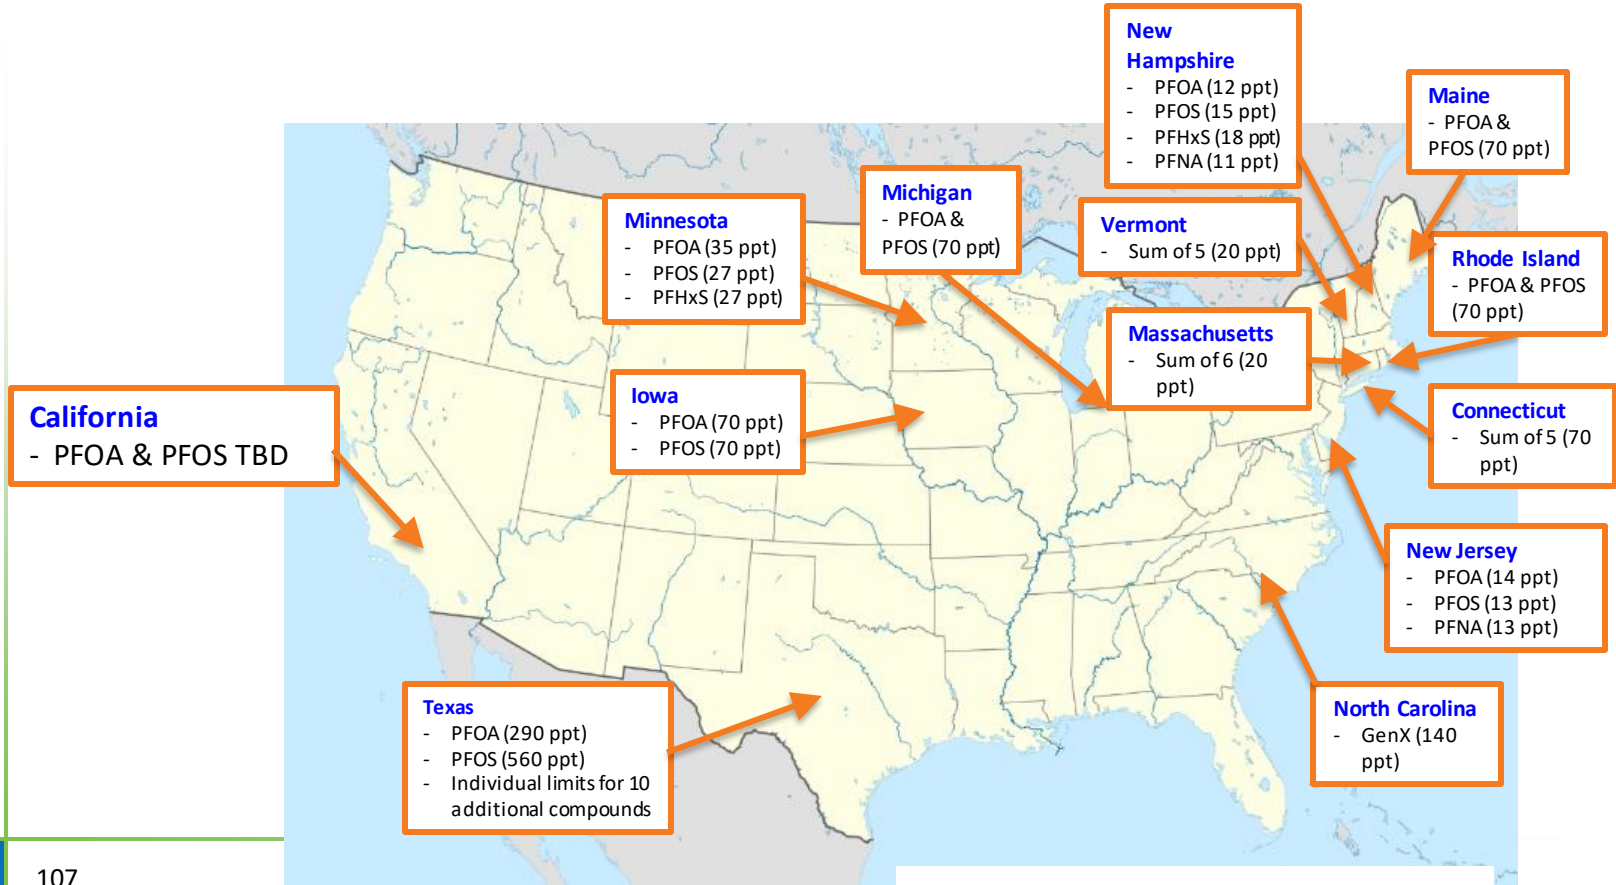 New
Hampshire
- PFOA (12 ppt)
- PFOS (15 ppt)
- PFHxS (18 ppt)
- PFNA (11 ppt)
Maine
- PFOA &
PFOS (70 ppt)
Michigan
- PFOA &
PFOS (70 ppt)
Minnesota
- PFOA (35 ppt)
- PFOS (27 ppt)
- PFHxS (27 ppt)
Vermont
- Sum of 5 (20 ppt)
Rhode Island
- PFOA & PFOS
(70 ppt)
Massachusetts
- Sum of 6 (20
ppt)
Iowa
- PFOA (70 ppt)
- PFOS (70 ppt)
California
- PFOA & PFOS TBD
Connecticut
- Sum of 5 (70
ppt)
New Jersey
- PFOA (14 ppt)
- PFOS (13 ppt)
- PFNA (13 ppt)
Texas
- PFOA (290 ppt)
- PFOS (560 ppt)
- Individual limits for 10
additional compounds
North Carolina
- GenX (140
ppt)
107